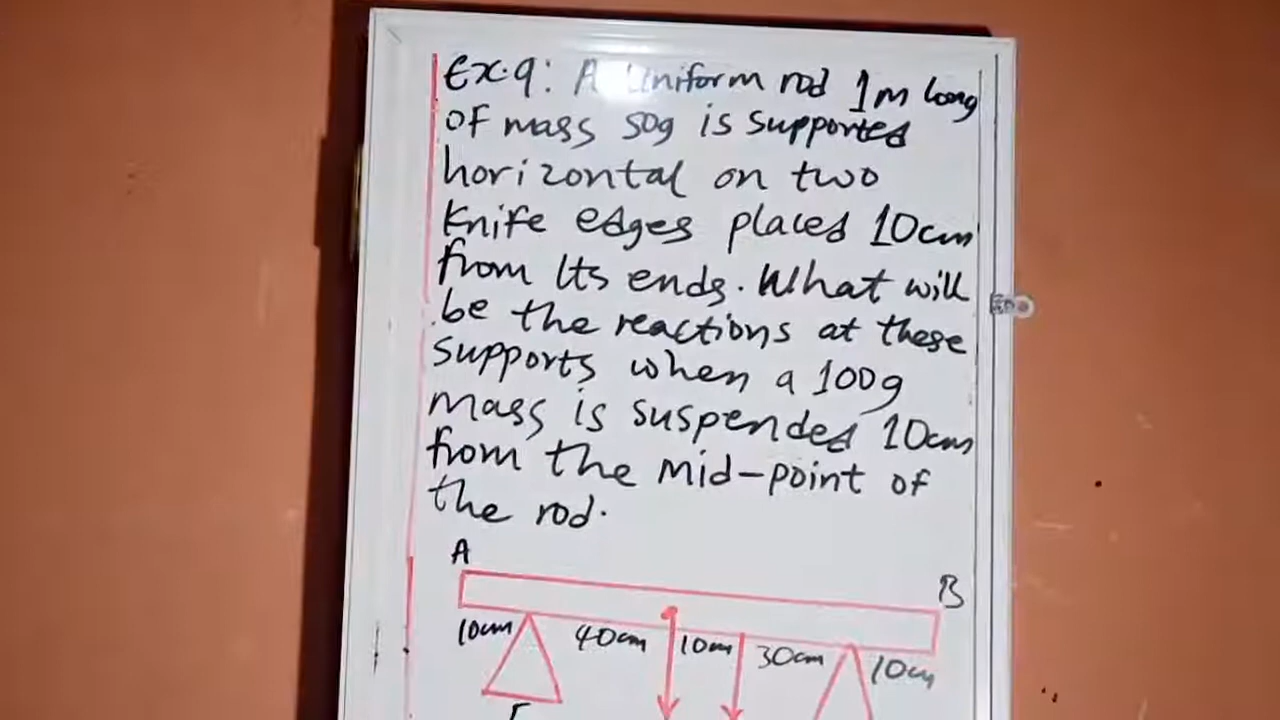 Ex.9: A Uniform rod 1m long
of mass 50g is supported
horizontal on two
Knife edges placed 10cm
from Its ends. What will
be the reactions at these
supports when a 100g
mass is suspended 10cm
from the mid-point of
the rod.
A
B
10cm 40cm 10cm 30cm 10cm